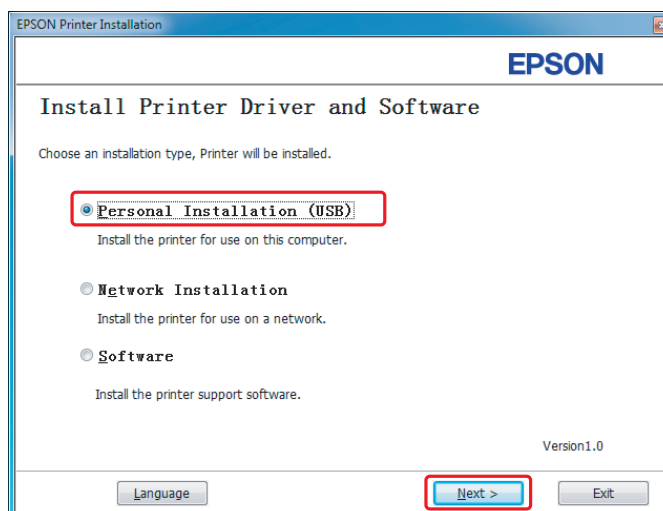 EPSON Printer Installation
EPSON
Install Printer Driver and Software
Choose an installation type, Printer will be installed.
Personal Installation (USB)
Install the printer for use on this computer.
Network Installation
Install the printer for use on a network.
Software
Install the printer support software.
Version1.0
Language
Next >
Exit